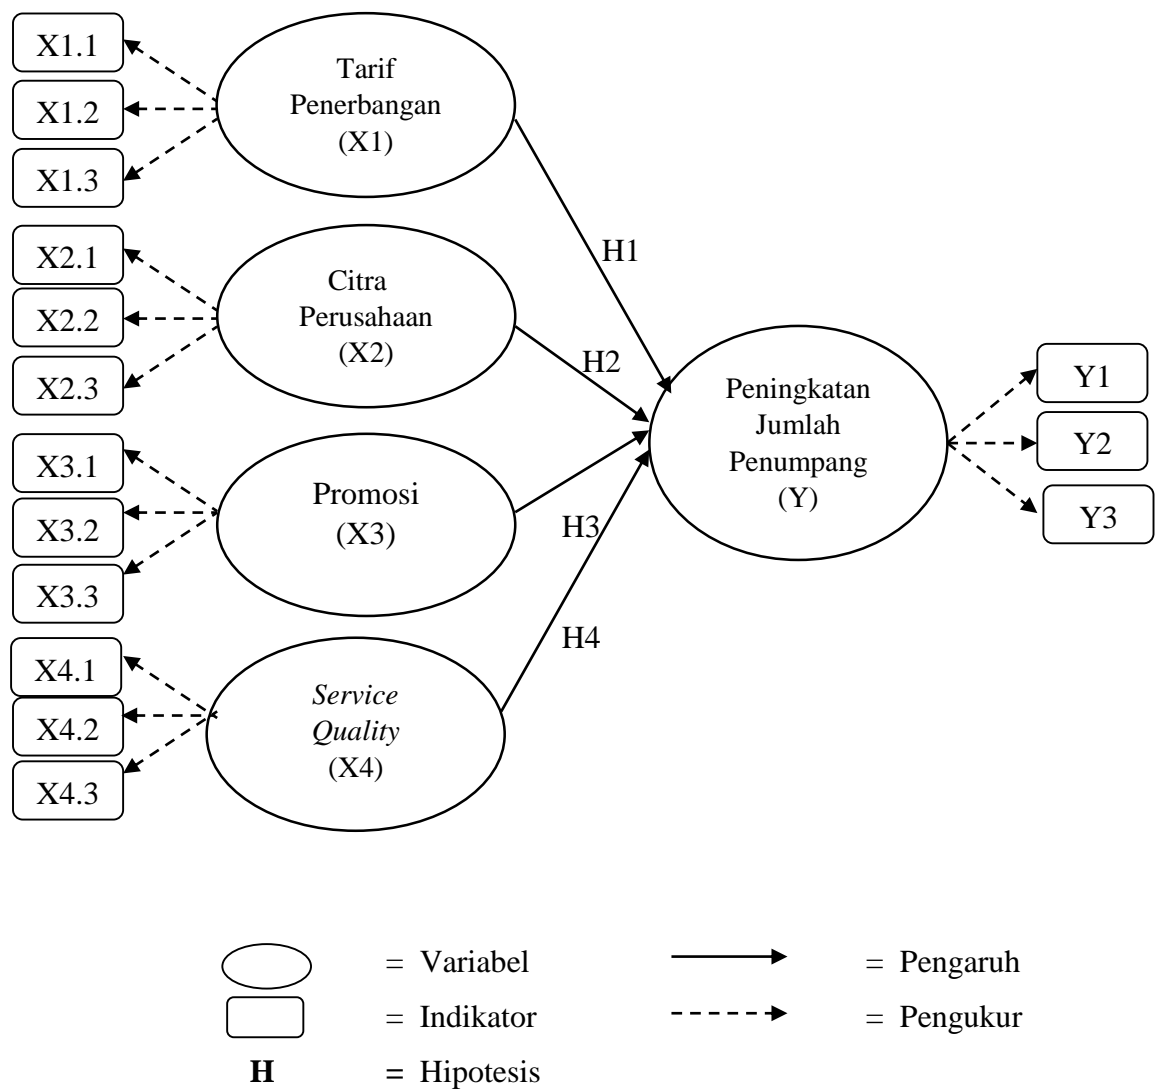 X1.1
X1.2
X1.3
Tarif
Penerbangan
(X1)
H1
X2.1
X2.2
X2.3
Citra
Perusahaan
(X2)
H2
X3.1
X3.2
X3.3
Promosi
(X3)
H3
X4.1
X4.2
X4.3
Service
Quality
(X4)
H4
Peningkatan
Jumlah
Penumpang
(Y)
Y1
Y2
Y3
= Variabel
= Pengaruh
= Indikator
= Pengukur
H = Hipotesis